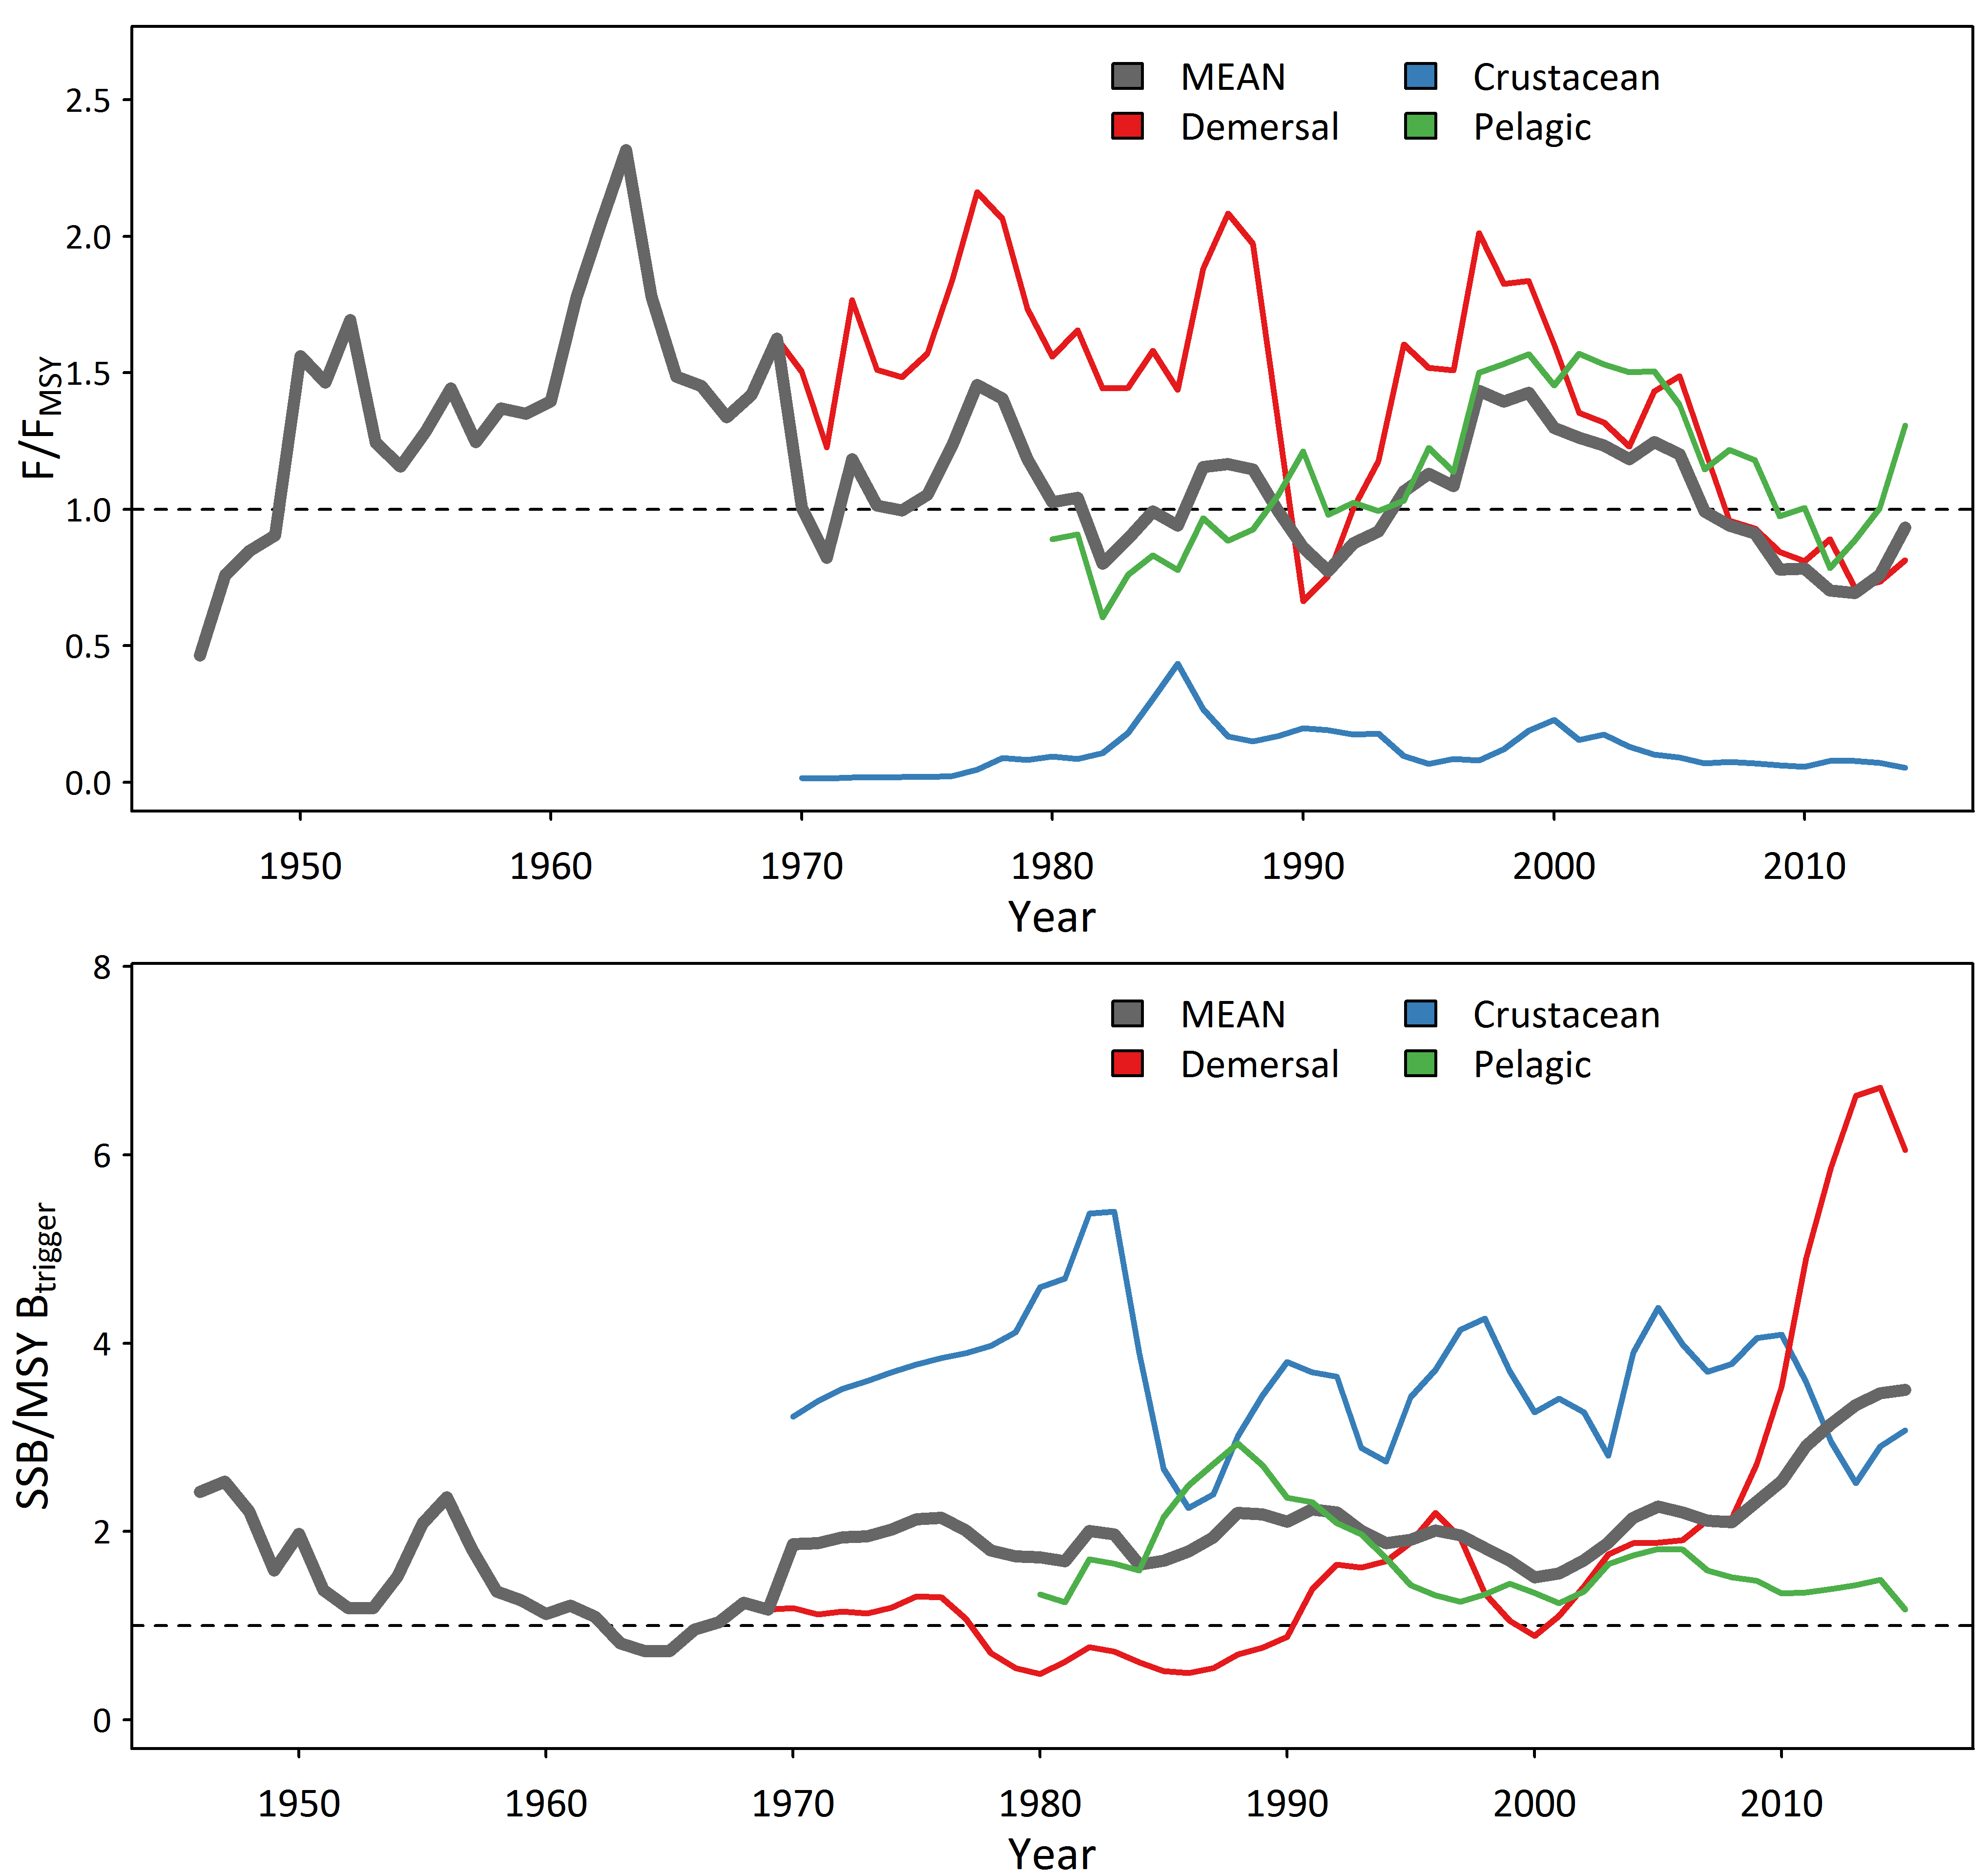 MEAN
Crustacean
Demersal
Pelagic
F/FMSY
2.5
2.0
1.5
1.0
0.5
0.0
1950 1960 1970 1980 1990 2000 2010
Year
MEAN
Crustacean
Demersal
Pelagic
SSB/MSY Btrigger
8
6
4
2
0
1950 1960 1970 1980 1990 2000 2010
Year